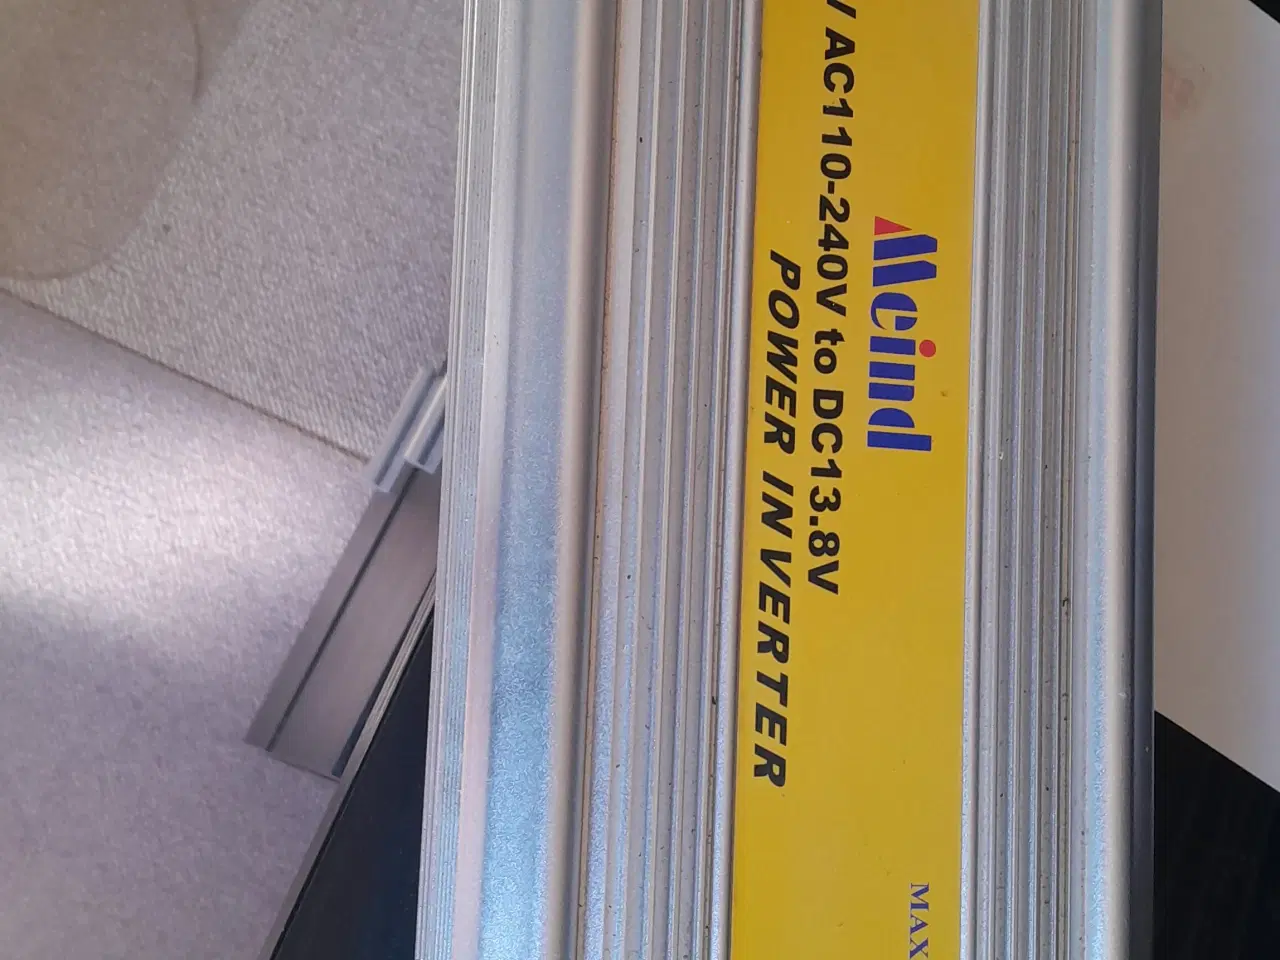 Meind
V AC110-240V to DC13.8V
POWER INVERTER
MAX